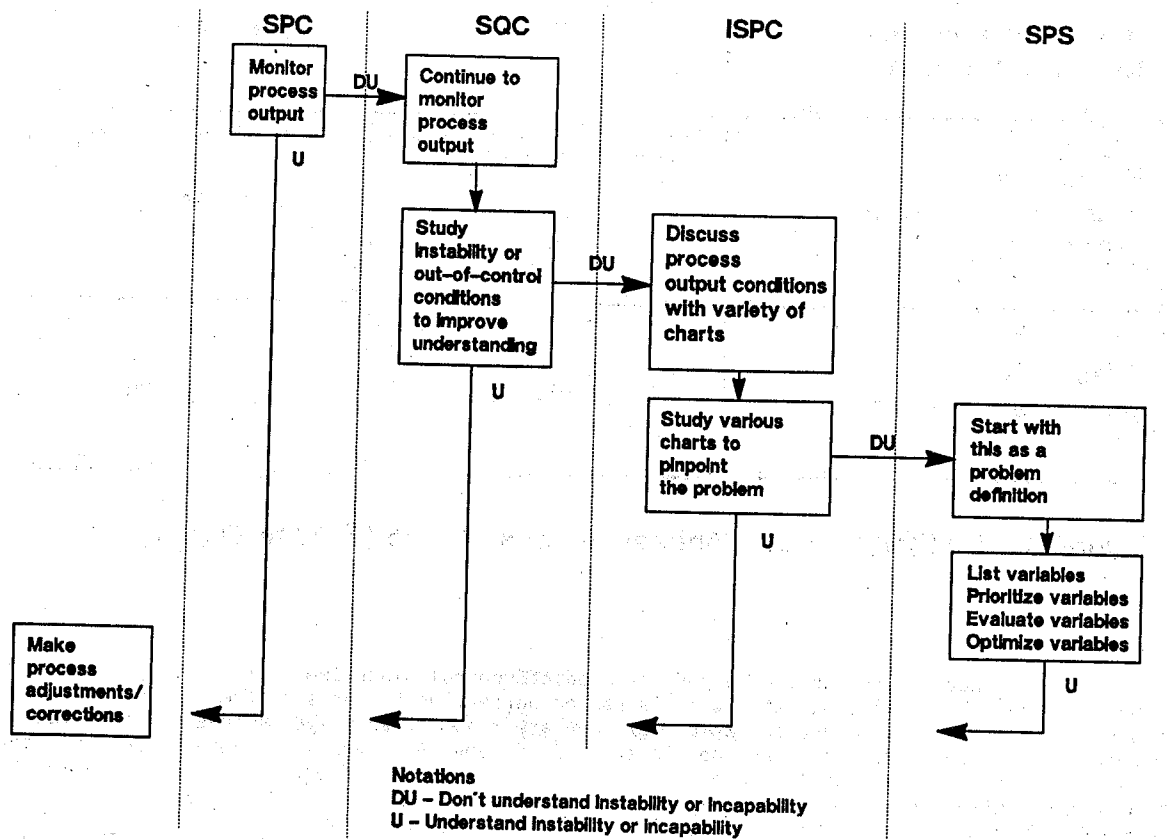 SPC
SQC
ISPC
SPS
Monitor
process
output
DU
Continue to
monitor
process
output
U
Study
instability or
out–of–control
conditions
to improve
understanding
DU
Discuss
process
output conditions
with variety of
charts
U
Study various
charts to
pinpoint
the problem
DU
Start with
this as a
problem
definition
U
List variables
Prioritize variables
Evaluate variables
Optimize variables
U
Make
process
adjustments/
corrections
Notations
DU – Don't understand instability or incapability
U – Understand instability or incapability